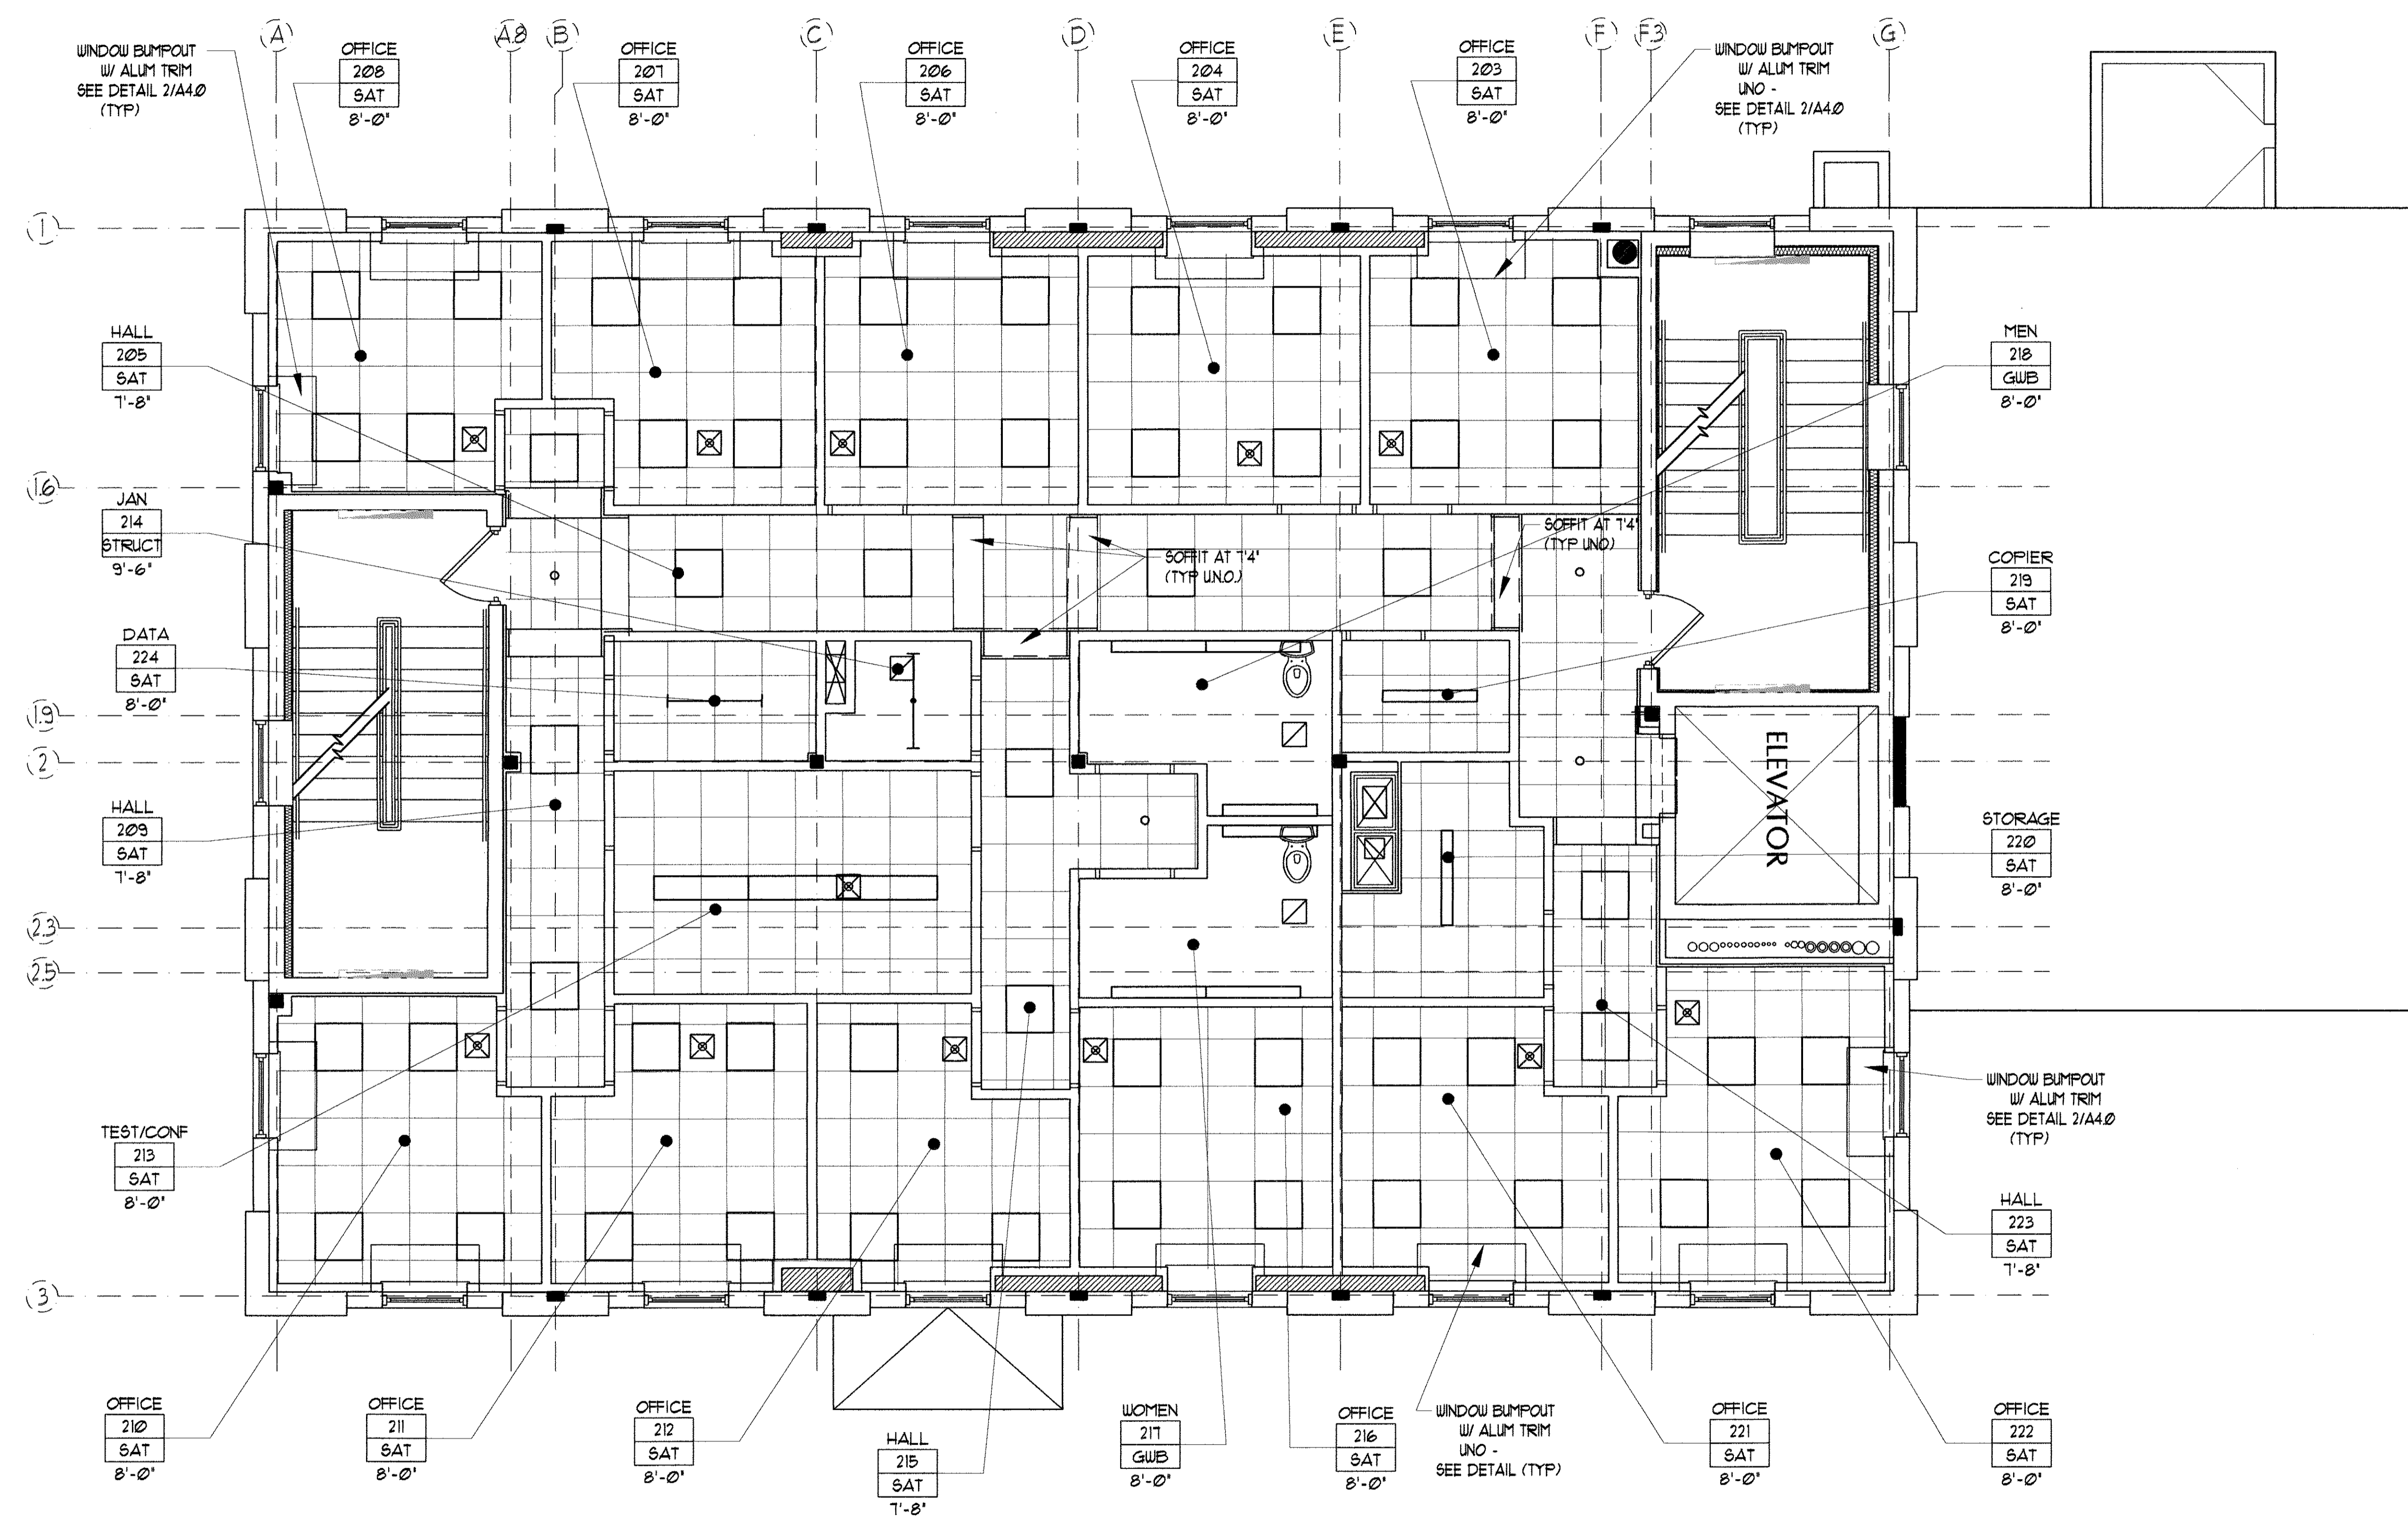 A
A.8
B
C
D
E
F
F.3
G
WINDOW BUMPOUT
W/ ALUM TRIM
SEE DETAIL 2/A4.0
(TYP)
OFFICE
208
SAT
8'-0"
OFFICE
207
SAT
8'-0"
OFFICE
206
SAT
8'-0"
OFFICE
204
SAT
8'-0"
OFFICE
203
SAT
8'-0"
WINDOW BUMPOUT
W/ ALUM TRIM
UNO -
SEE DETAIL 2/A4.0
(TYP)
1
HALL
205
SAT
7'-8"
MEN
218
GWB
8'-0"
1.6
JAN
214
STRUCT
9'-6"
SOFFIT AT 7'4"
(TYP U.N.O.)
SOFFIT AT 7'4"
(TYP UNO)
COPIER
219
SAT
8'-0"
DATA
224
SAT
8'-0"
1.9
2
ELEVATOR
HALL
209
SAT
7'-8"
STORAGE
220
SAT
8'-0"
2.3
2.5
WINDOW BUMPOUT
W/ ALUM TRIM
SEE DETAIL 2/A4.0
(TYP)
TEST/CONF
213
SAT
8'-0"
HALL
223
SAT
7'-8"
3
OFFICE
210
SAT
8'-0"
OFFICE
211
SAT
8'-0"
OFFICE
212
SAT
8'-0"
HALL
215
SAT
7'-8"
WOMEN
217
GWB
8'-0"
OFFICE
216
SAT
8'-0"
WINDOW BUMPOUT
W/ ALUM TRIM
UNO -
SEE DETAIL (TYP)
OFFICE
221
SAT
8'-0"
OFFICE
222
SAT
8'-0"